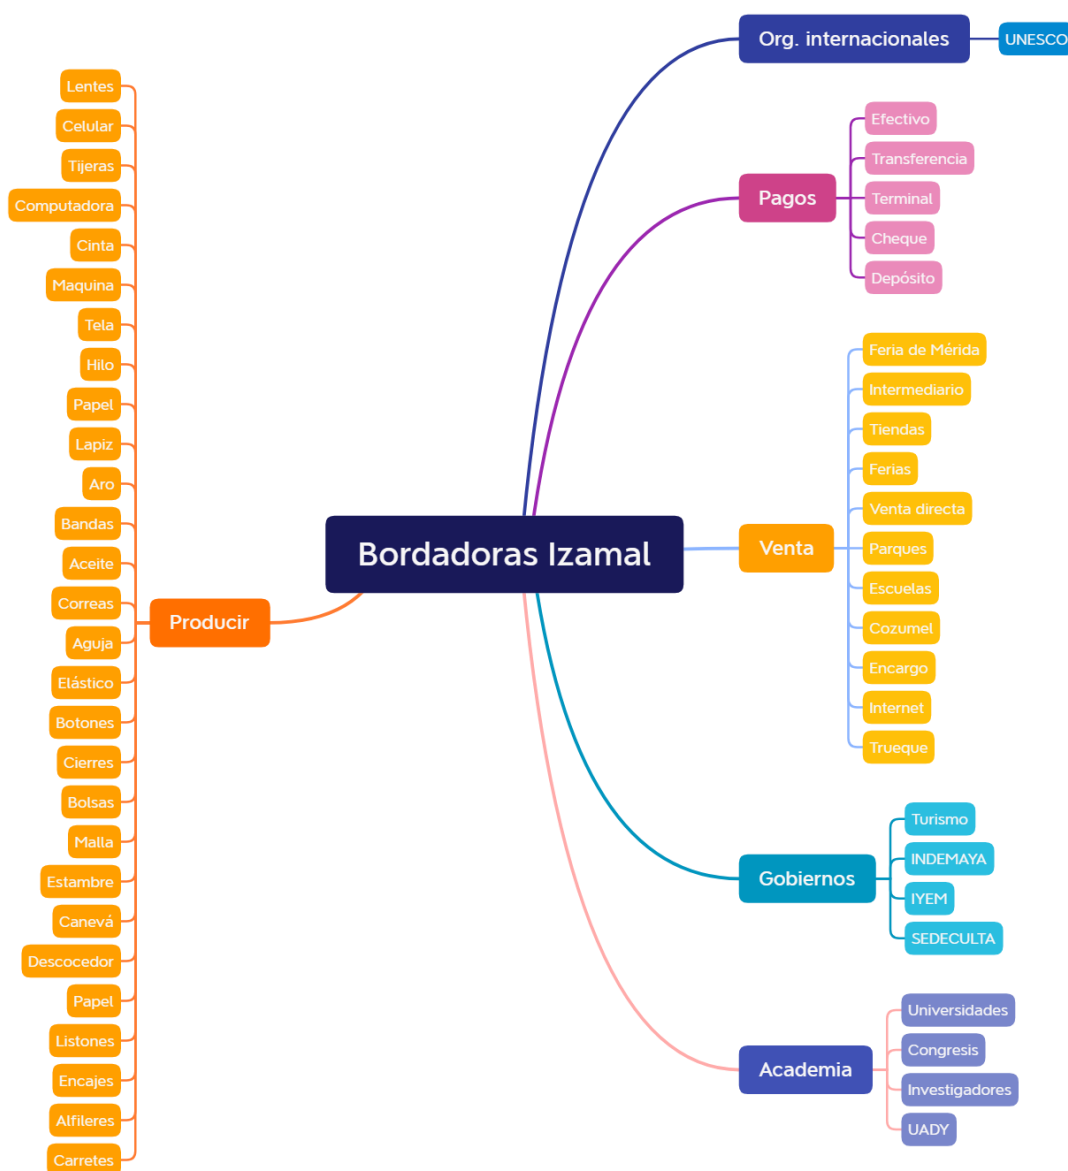 Bordadoras Izamal
Org. internacionales
UNESCO
Pagos
Efectivo
Transferencia
Terminal
Cheque
Depósito
Venta
Feria de Mérida
Intermediario
Tiendas
Ferias
Venta directa
Parques
Escuelas
Cozumel
Encargo
Internet
Trueque
Gobiernos
Turismo
INDEMAYA
IYEM
SEDECULTA
Academia
Universidades
Congresis
Investigadores
UADY
Producir
Lentes
Celular
Tijeras
Computadora
Cinta
Maquina
Tela
Hilo
Papel
Lapiz
Aro
Bandas
Aceite
Correas
Aguja
Elástico
Botones
Cierres
Bolsas
Malla
Estambre
Canevá
Descocedor
Papel
Listones
Encajes
Alfileres
Carretes